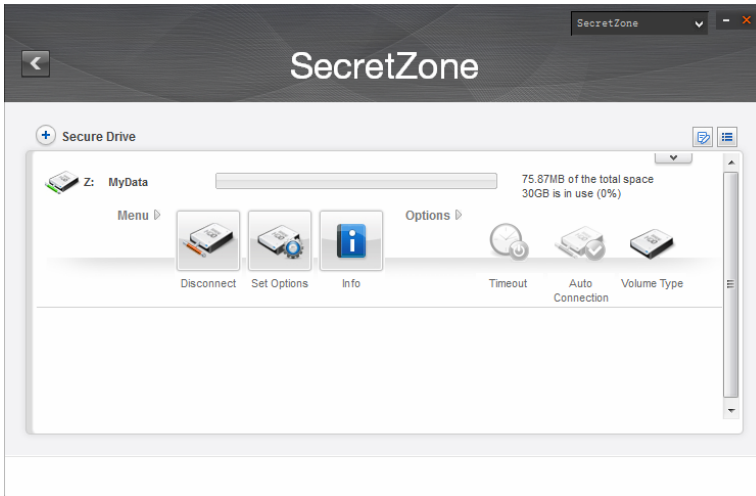 SecretZone
SecretZone
Secure Drive
Z: MyData
75.87MB of the total space
30GB is in use (0%)
Menu
Options
Disconnect
Set Options
Info
Timeout
Auto
Connection
Volume Type